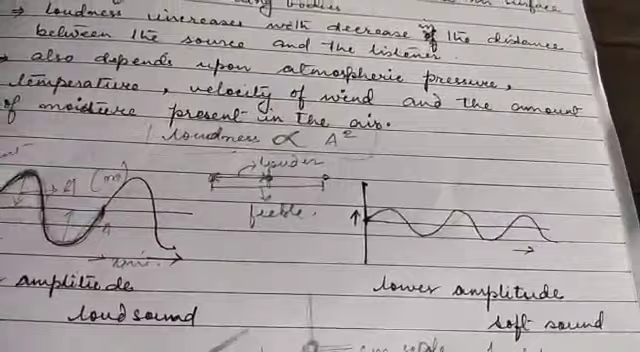 bodies surface
→ loudness increases with decrease of the distance
between the source and the listener.
→ also depends upon atmospheric pressure,
temperature, velocity of wind and the amount
of moisture present in the air.
loudness ∝ A²
louder
feeble.
amplitude
lower amplitude
loud sound
soft sound